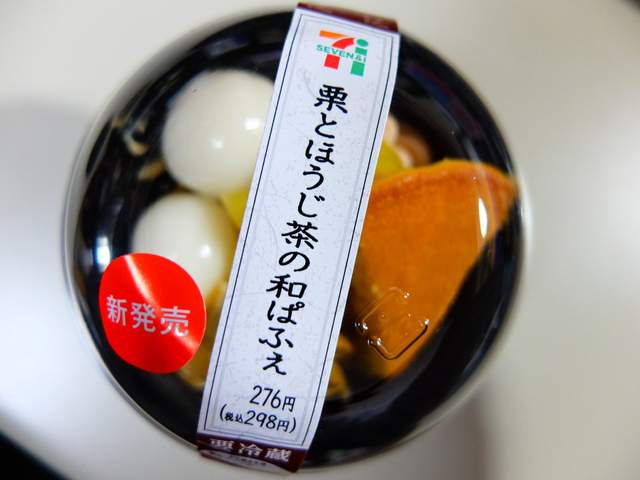 SEVEN&i
栗とほうじ茶の和ぱふぇ
276円
(税込298円)
新発売
要冷蔵